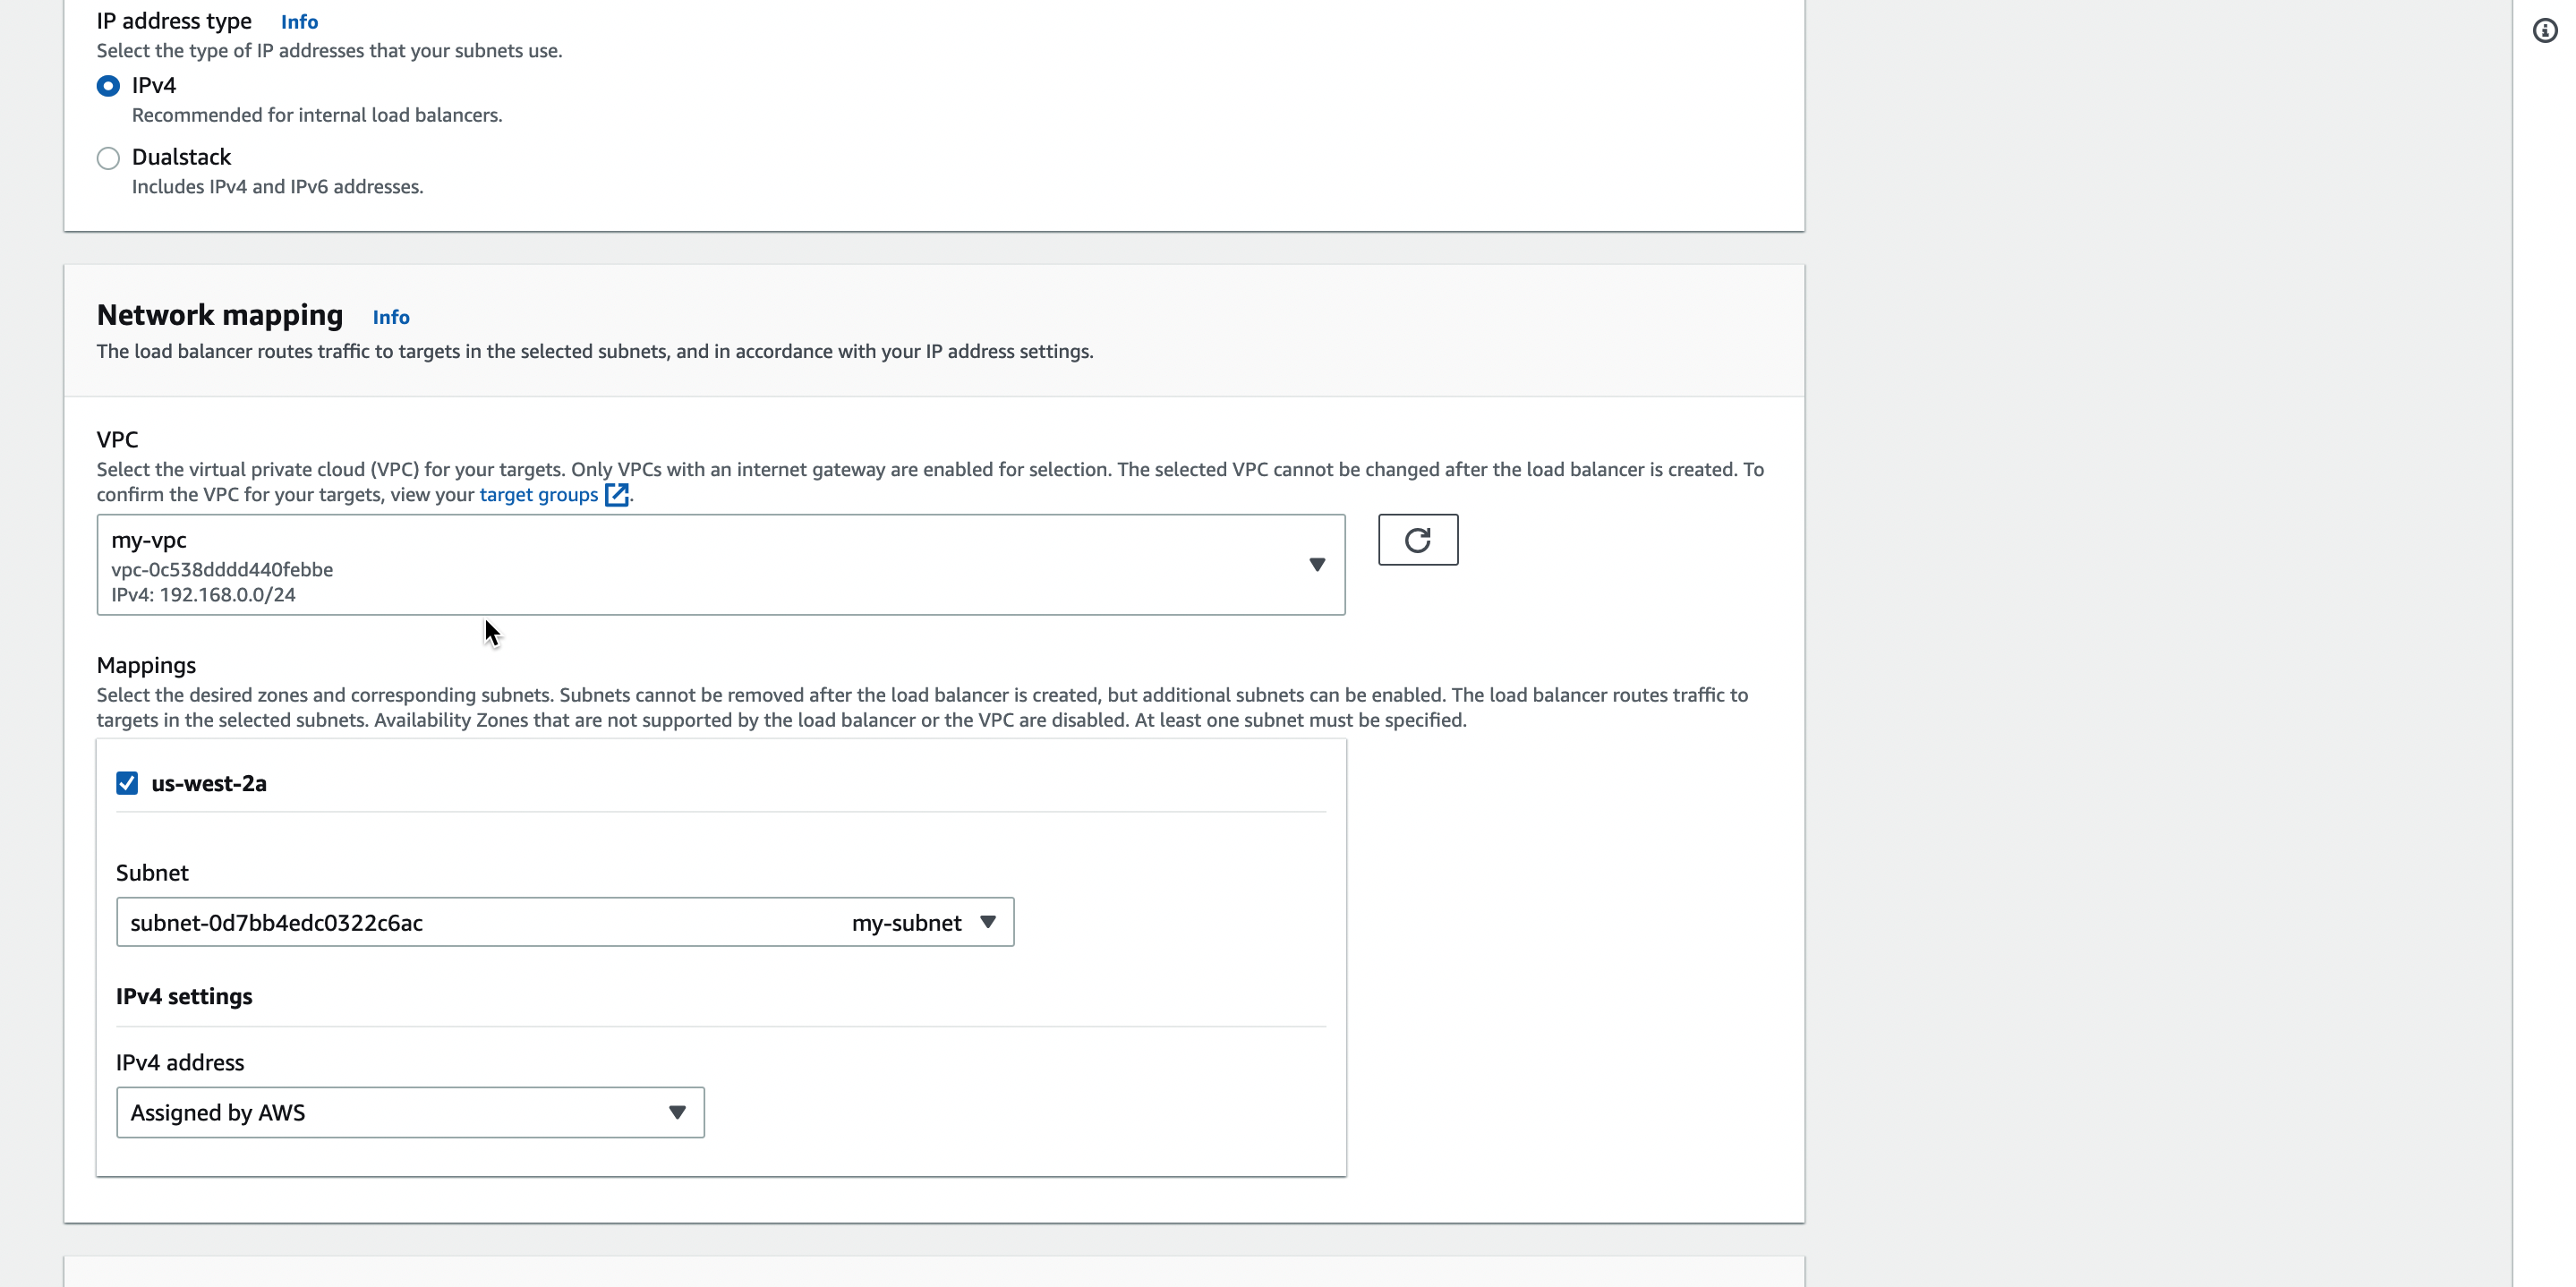 IP address type Info
Select the type of IP addresses that your subnets use.
IPv4
Recommended for internal load balancers.
Dualstack
Includes IPv4 and IPv6 addresses.
Network mapping Info
The load balancer routes traffic to targets in the selected subnets, and in accordance with your IP address settings.
VPC
Select the virtual private cloud (VPC) for your targets. Only VPCs with an internet gateway are enabled for selection. The selected VPC cannot be changed after the load balancer is created. To
confirm the VPC for your targets, view your target groups.
my-vpc
vpc-0c538dddd440febbe
IPv4: 192.168.0.0/24
Mappings
Select the desired zones and corresponding subnets. Subnets cannot be removed after the load balancer is created, but additional subnets can be enabled. The load balancer routes traffic to
targets in the selected subnets. Availability Zones that are not supported by the load balancer or the VPC are disabled. At least one subnet must be specified.
us-west-2a
Subnet
subnet-0d7bb4edc0322c6ac my-subnet
IPv4 settings
IPv4 address
Assigned by AWS